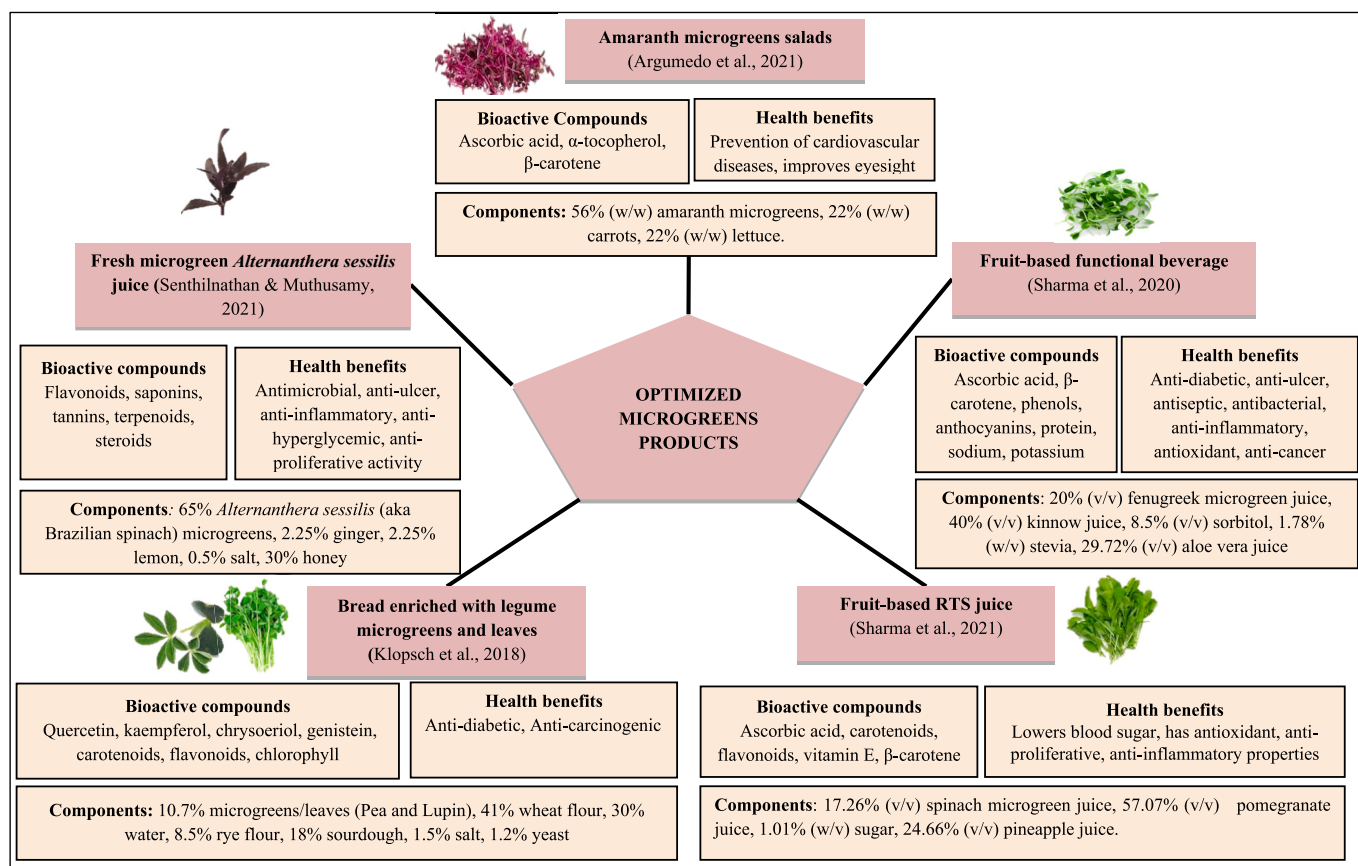 Amaranth microgreens salads
(Argumedo et al., 2021)
Bioactive Compounds
Ascorbic acid, α-tocopherol,
β-carotene
Health benefits
Prevention of cardiovascular
diseases, improves eyesight
Components: 56% (w/w) amaranth microgreens, 22% (w/w)
carrots, 22% (w/w) lettuce.
Fresh microgreen Alternanthera sessilis
juice (Senthilnathan & Muthusamy,
2021)
Bioactive compounds
Flavonoids, saponins,
tannins, terpenoids,
steroids
Health benefits
Antimicrobial, anti-ulcer,
anti-inflammatory, anti-
hyperglycemic, anti-
proliferative activity
Components: 65% Alternanthera sessilis (aka
Brazilian spinach) microgreens, 2.25% ginger, 2.25%
lemon, 0.5% salt, 30% honey
OPTIMIZED
MICROGREENS
PRODUCTS
Fruit-based functional beverage
(Sharma et al., 2020)
Bioactive compounds
Ascorbic acid, β-
carotene, phenols,
anthocyanins, protein,
sodium, potassium
Health benefits
Anti-diabetic, anti-ulcer,
antiseptic, antibacterial,
anti-inflammatory,
antioxidant, anti-cancer
Components: 20% (v/v) fenugreek microgreen juice,
40% (v/v) kinnow juice, 8.5% (v/v) sorbitol, 1.78%
(w/v) stevia, 29.72% (v/v) aloe vera juice
Bread enriched with legume
microgreens and leaves
(Klopsch et al., 2018)
Bioactive compounds
Quercetin, kaempferol, chrysoeriol, genistein,
carotenoids, flavonoids, chlorophyll
Health benefits
Anti-diabetic, Anti-carcinogenic
Components: 10.7% microgreens/leaves (Pea and Lupin), 41% wheat flour, 30%
water, 8.5% rye flour, 18% sourdough, 1.5% salt, 1.2% yeast
Fruit-based RTS juice
(Sharma et al., 2021)
Bioactive compounds
Ascorbic acid, carotenoids,
flavonoids, vitamin E, β-carotene
Health benefits
Lowers blood sugar, has antioxidant, anti-
proliferative, anti-inflammatory properties
Components: 17.26% (v/v) spinach microgreen juice, 57.07% (v/v) pomegranate
juice, 1.01% (w/v) sugar, 24.66% (v/v) pineapple juice.